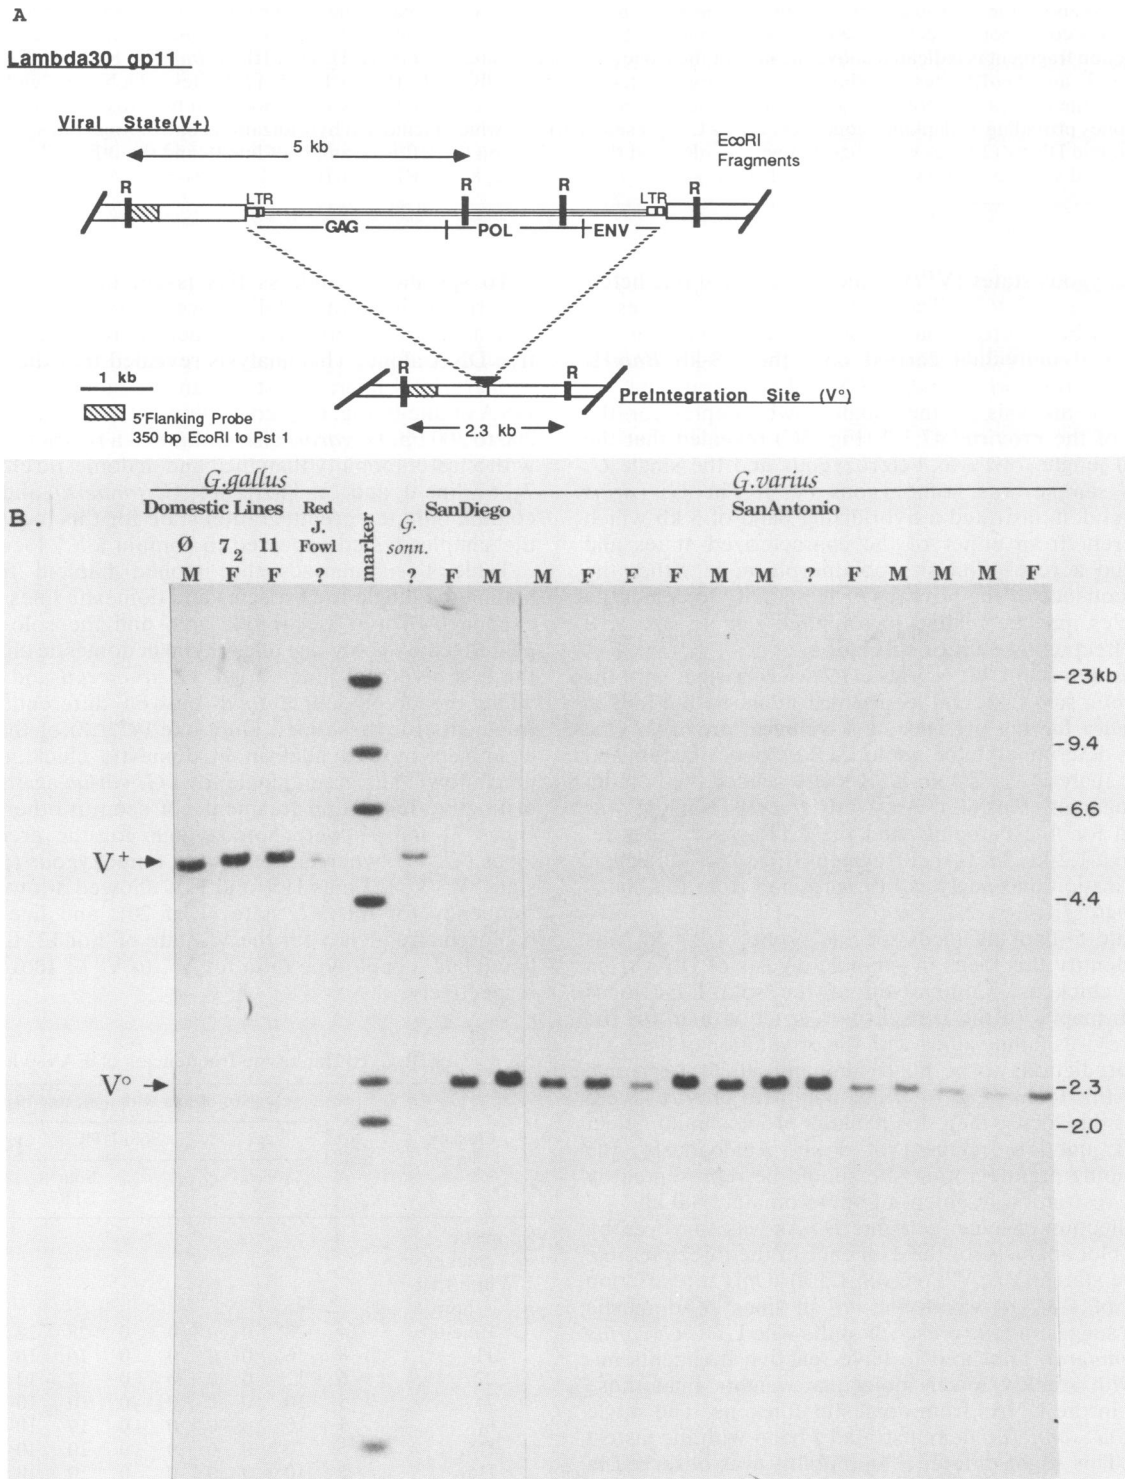 A
Lambda30 gp11
Viral State(V+)
5 kb
EcoRI
Fragments
R
R
R
R
LTR
LTR
GAG
POL
ENV
1 kb
R
R
PreIntegration Site (V°)
5'Flanking Probe
350 bp EcoRI to Pst 1
2.3 kb
B.
G.gallus
G.varius
Domestic Lines
Red
J.
Fowl
marker
G.
sonn.
SanDiego
SanAntonio
Ø 7₂ 11
M F F ? ? F M M F F F M M ? F M M M F
-23 kb
-9.4
-6.6
V+
-4.4
V°
-2.3
-2.0